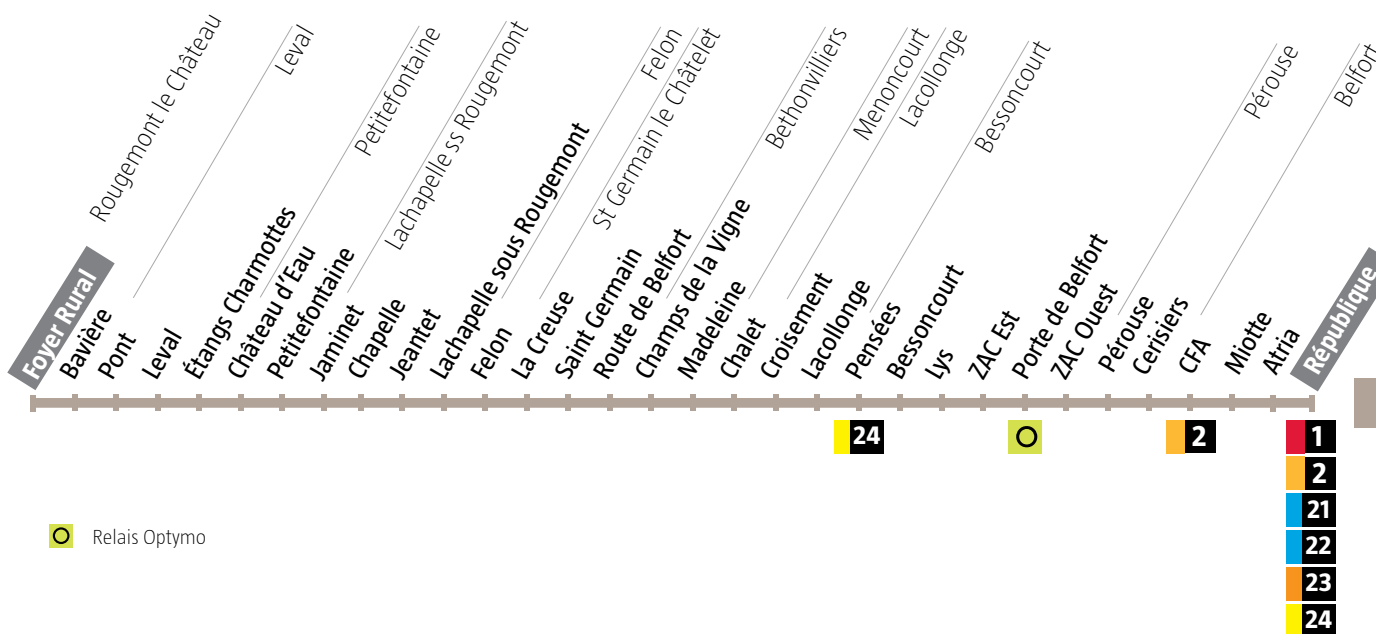 Rougemont le Château
Leval
Petitefontaine
Lachapelle ss Rougemont
Felon
St Germain le Châtelet
Bethonvilliers
Menoncourt
Lacollonge
Bessoncourt
Pérouse
Belfort
Foyer Rural
Bavière
Pont
Leval
Étangs Charmottes
Château d'Eau
Petitefontaine
Jaminet
Chapelle
Jeantet
Lachapelle sous Rougemont
Felon
La Creuse
Saint Germain
Route de Belfort
Champs de la Vigne
Madeleine
Chalet
Croisement
Lacollonge
Pensées
Bessoncourt
Lys
ZAC Est
Porte de Belfort
ZAC Ouest
Pérouse
Cerisiers
CFA
Miotte
Atria
République
24
2
1
2
21
22
23
24
Relais Optymo